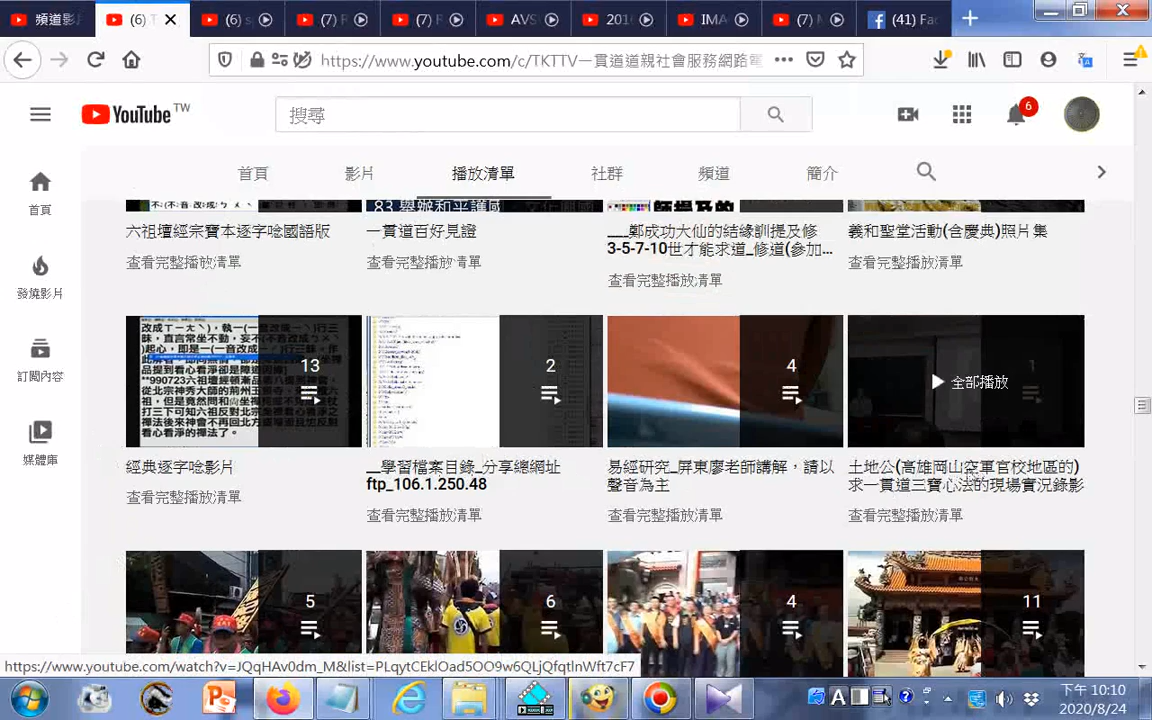 頻道影
(6) T
(6) s
(7) F
(7) F
AVS
201
IMA
(7) M
(41) Fac
https://www.youtube.com/c/TKTTV一貫道道親社會服務網路電
YouTube TW
搜尋
6
首頁
影片
播放清單
社群
頻道
簡介
首頁
發燒影片
訂閱內容
媒體庫
83 舉辦和平護國
師提及的
六祖壇經宗寶本逐字唸國語版
查看完整播放清單
一貫道百好見證
查看完整播放清單
___鄭成功大仙的結緣訓提及修
3-5-7-10世才能求道_修道(參加...
查看完整播放清單
義和聖堂活動(含慶典)照片集
查看完整播放清單
13
2
4
全部播放
1
經典逐字唸影片
查看完整播放清單
__學習檔案目錄_分享總網址
ftp_106.1.250.48
查看完整播放清單
易經研究_屏東廖老師講解，請以
聲音為主
查看完整播放清單
土地公(高雄岡山空軍官校地區的)
求一貫道三寶心法的現場實況錄影
查看完整播放清單
5
6
4
11
https://www.youtube.com/watch?v=JQqHAv0dm_M&list=PLqytCEklOad5OO9w6QLjQfqtlnWft7cF7
下午 10:10
2020/8/24